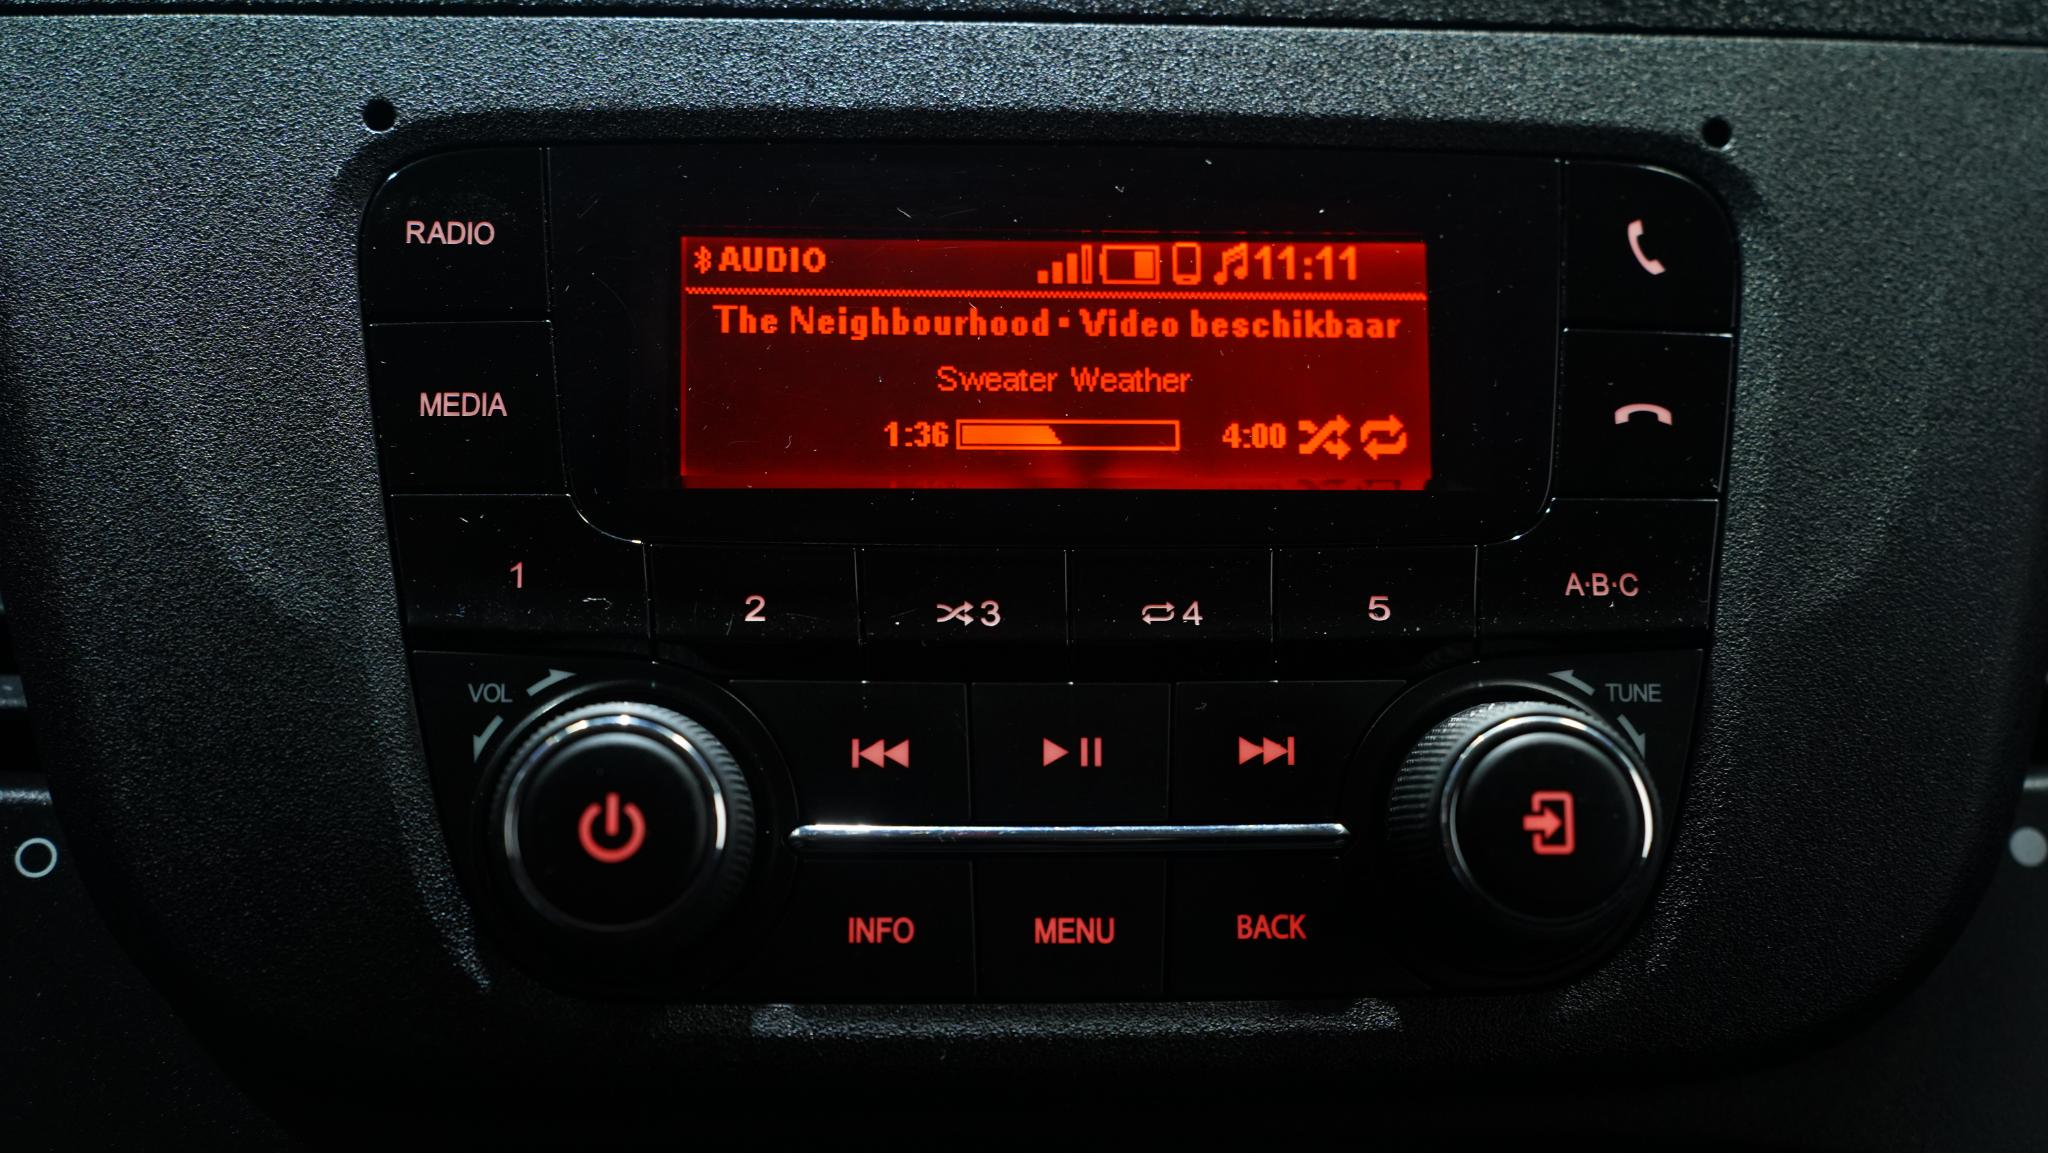 RADIO
AUDIO 11:11
The Neighbourhood · Video beschikbaar
Sweater Weather
1:36 4:00
MEDIA
1
2
3
4
5
A·B·C
VOL
TUNE
INFO
MENU
BACK